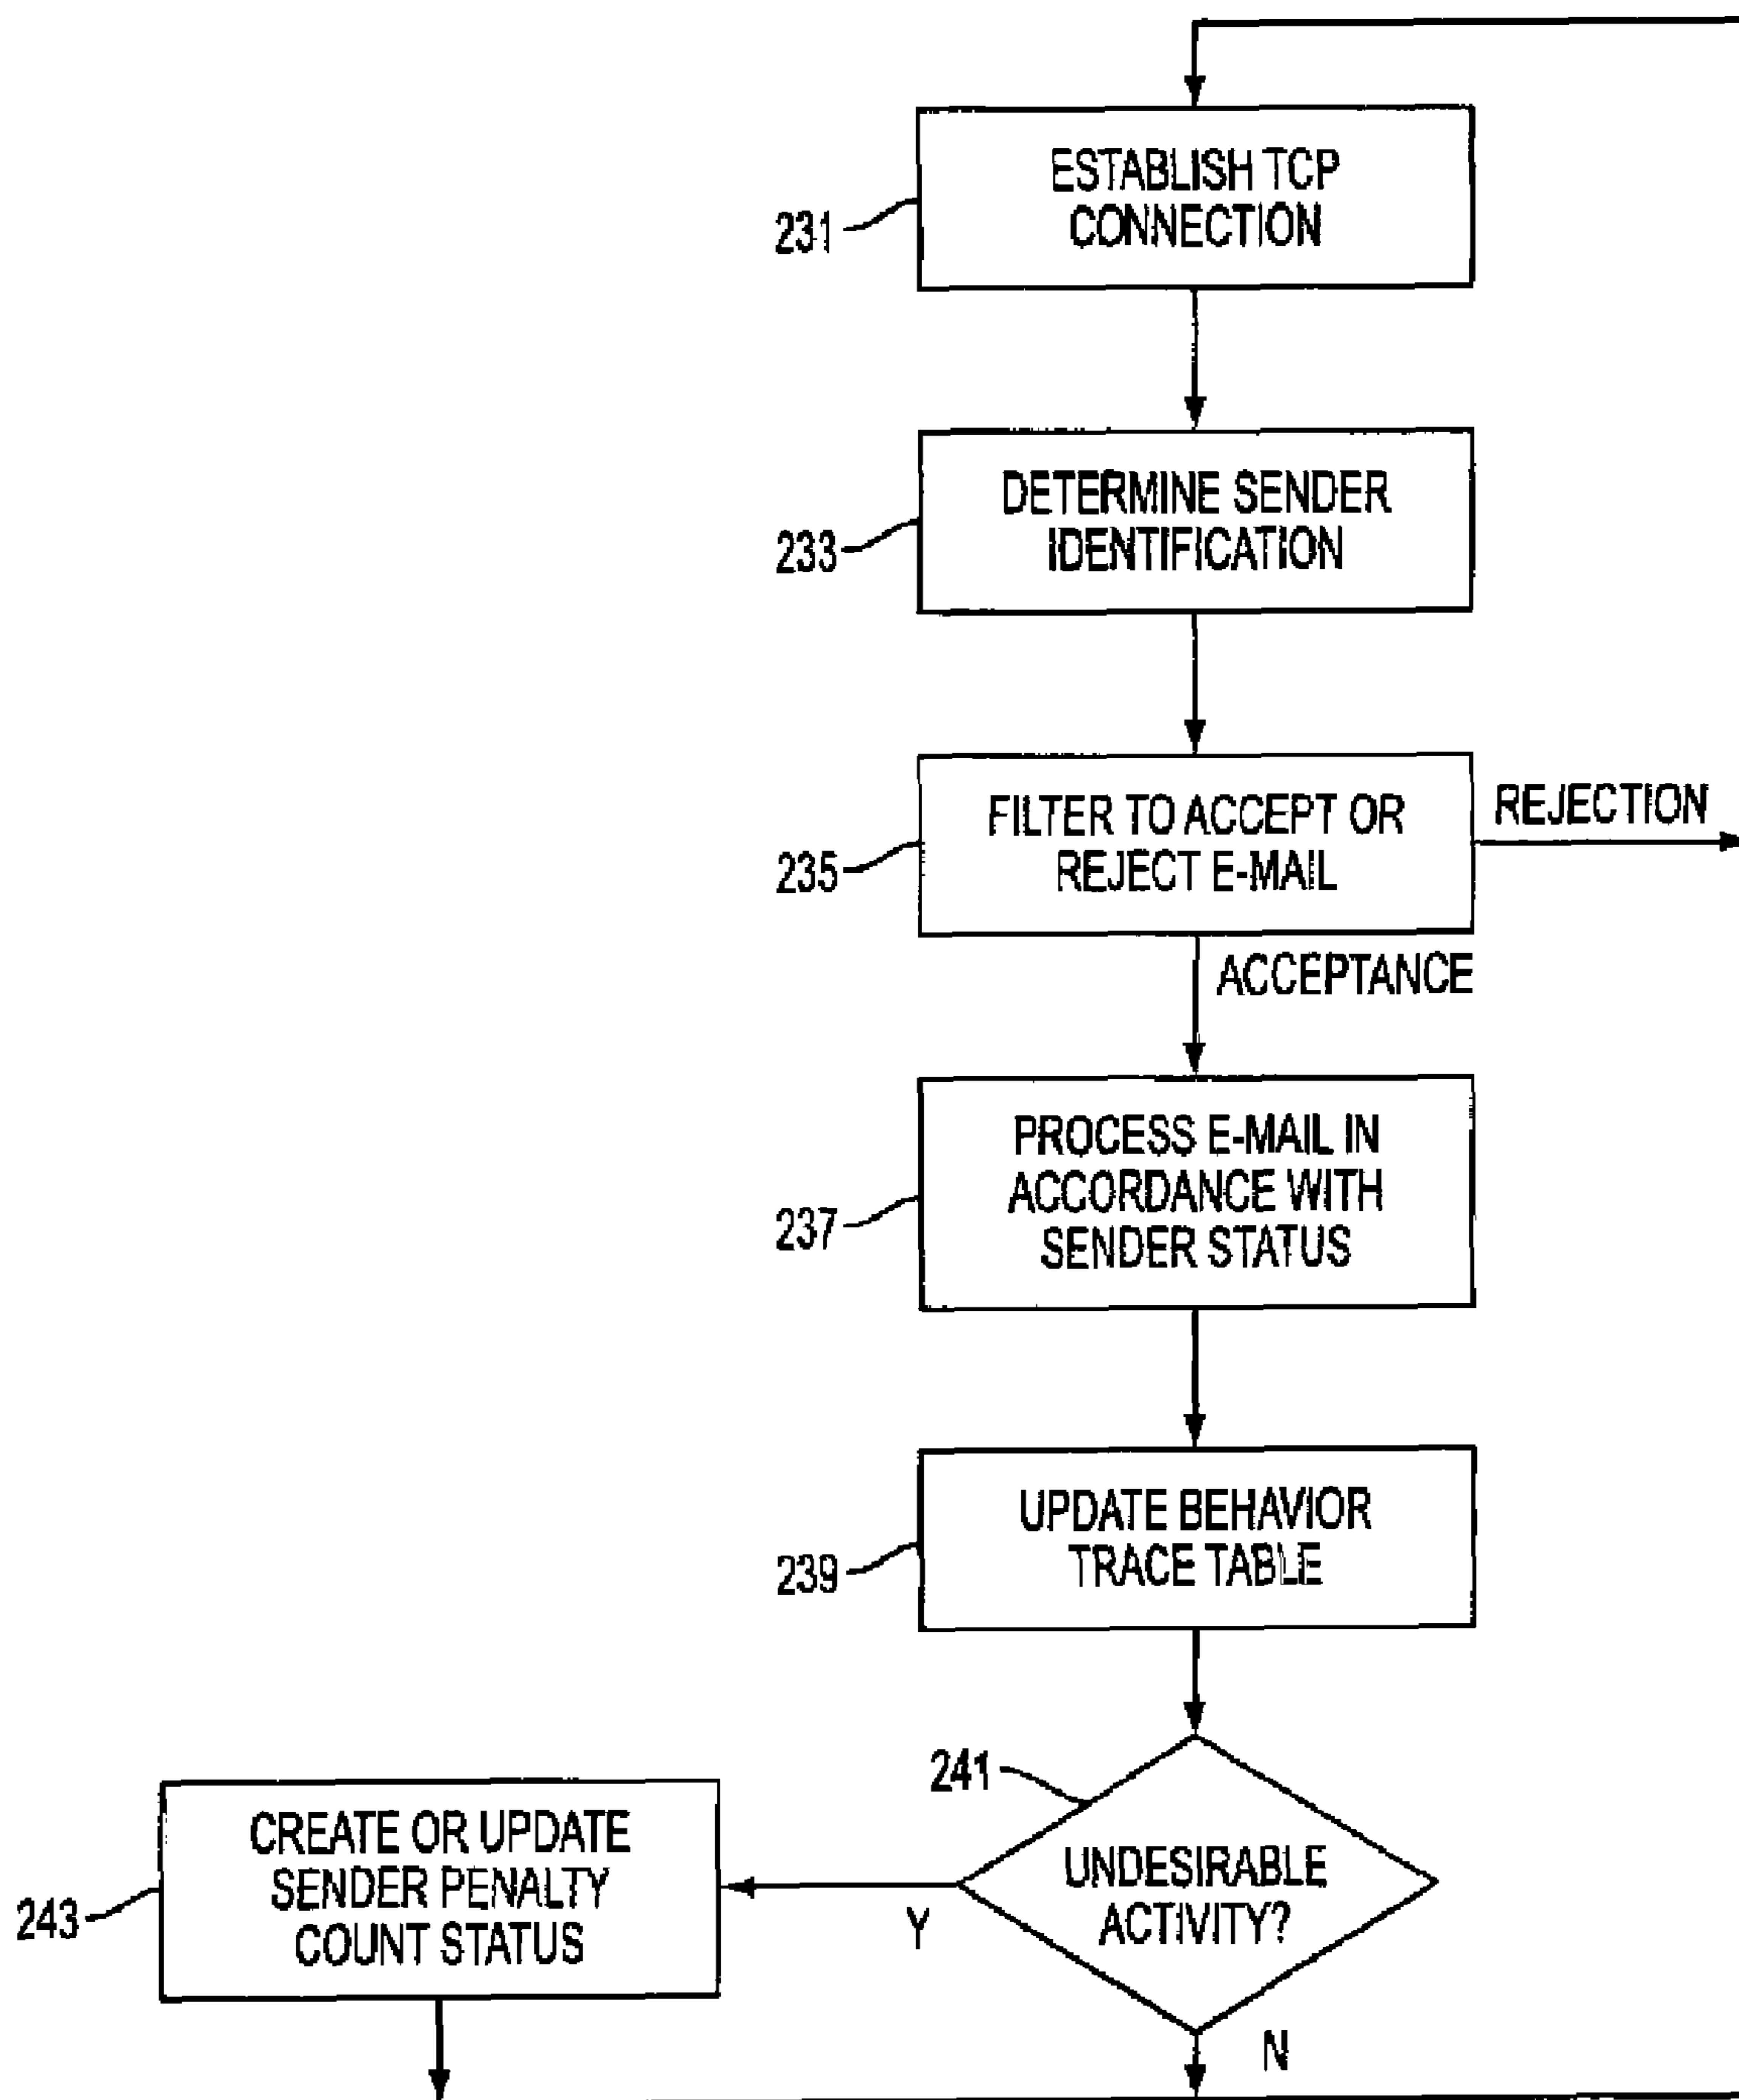 ESTABLISH TCP
CONNECTION
231
DETERMINE SENDER
IDENTIFICATION
233
FILTER TO ACCEPT OR
REJECT E-MAIL
235
REJECTION
ACCEPTANCE
PROCESS E-MAIL IN
ACCORDANCE WITH
SENDER STATUS
237
UPDATE BEHAVIOR
TRACE TABLE
239
241
UNDESIRABLE
ACTIVITY?
Y
N
CREATE OR UPDATE
SENDER PENALTY
COUNT STATUS
243